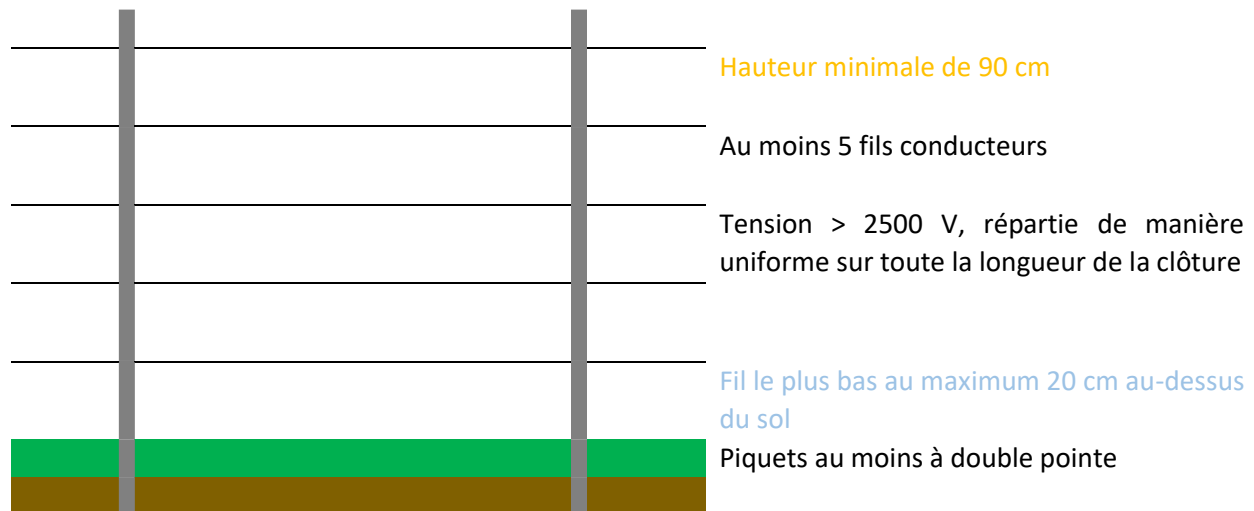 Hauteur minimale de 90 cm
Au moins 5 fils conducteurs
Tension > 2500 V, répartie de manière
uniforme sur toute la longueur de la clôture
Fil le plus bas au maximum 20 cm au-dessus
du sol
Piquets au moins à double pointe